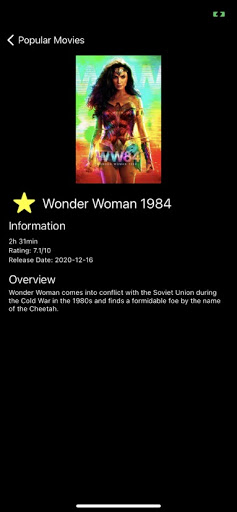 Popular Movies
WW84
Wonder Woman 1984
Information
2h 31min
Rating: 7.1/10
Release Date: 2020-12-16
Overview
Wonder Woman comes into conflict with the Soviet Union during
the Cold War in the 1980s and finds a formidable foe by the name
of the Cheetah.